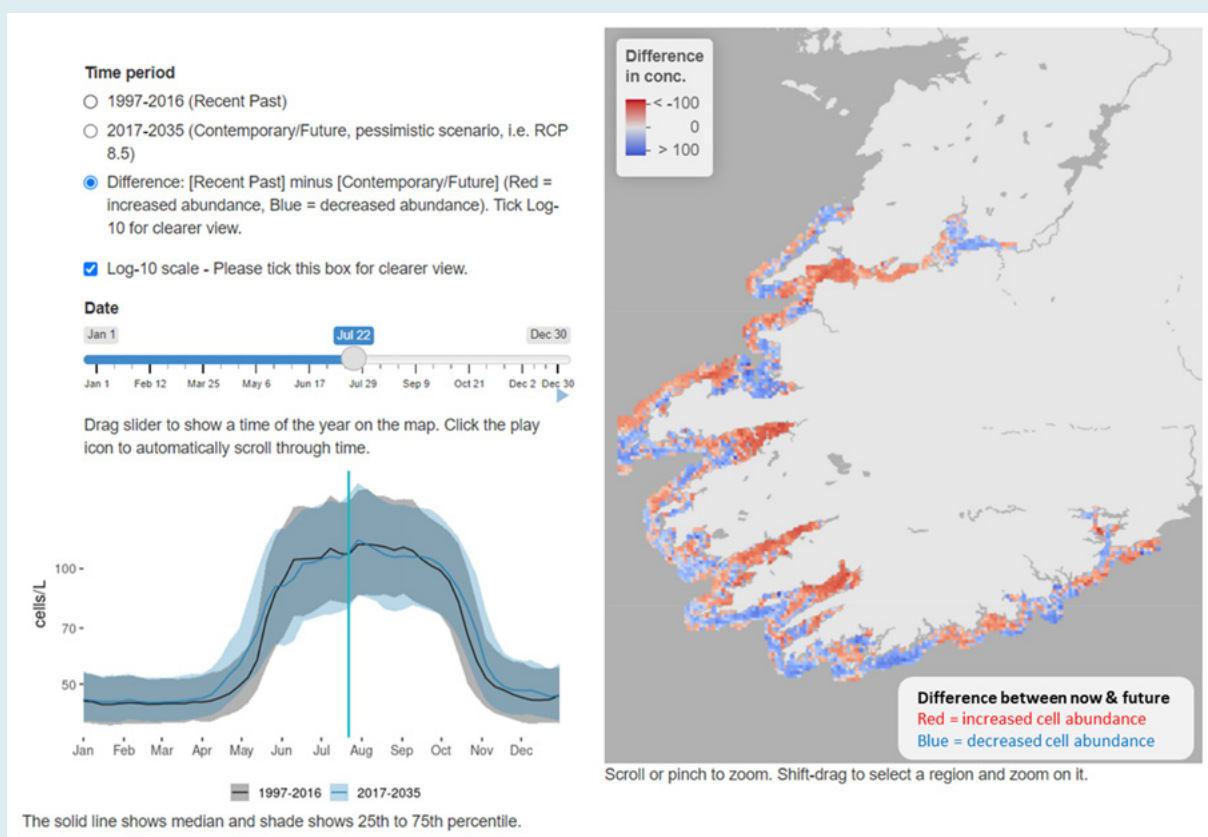 Time period
1997-2016 (Recent Past)
2017-2035 (Contemporary/Future, pessimistic scenario, i.e. RCP
8.5)
Difference: [Recent Past] minus [Contemporary/Future] (Red =
increased abundance, Blue = decreased abundance). Tick Log-
10 for clearer view.
Log-10 scale - Please tick this box for clearer view.
Date
Jan 1 Jul 22 Dec 30
Jan 1 Feb 12 Mar 25 May 6 Jun 17 Jul 29 Sep 9 Oct 21 Dec 2 Dec 30
Drag slider to show a time of the year on the map. Click the play
icon to automatically scroll through time.
cells/L
100
70
50
Jan Feb Mar Apr May Jun Jul Aug Sep Oct Nov Dec
1997-2016 2017-2035
The solid line shows median and shade shows 25th to 75th percentile.
Difference
in conc.
< -100
0
> 100
Difference between now & future
Red = increased cell abundance
Blue = decreased cell abundance
Scroll or pinch to zoom. Shift-drag to select a region and zoom on it.